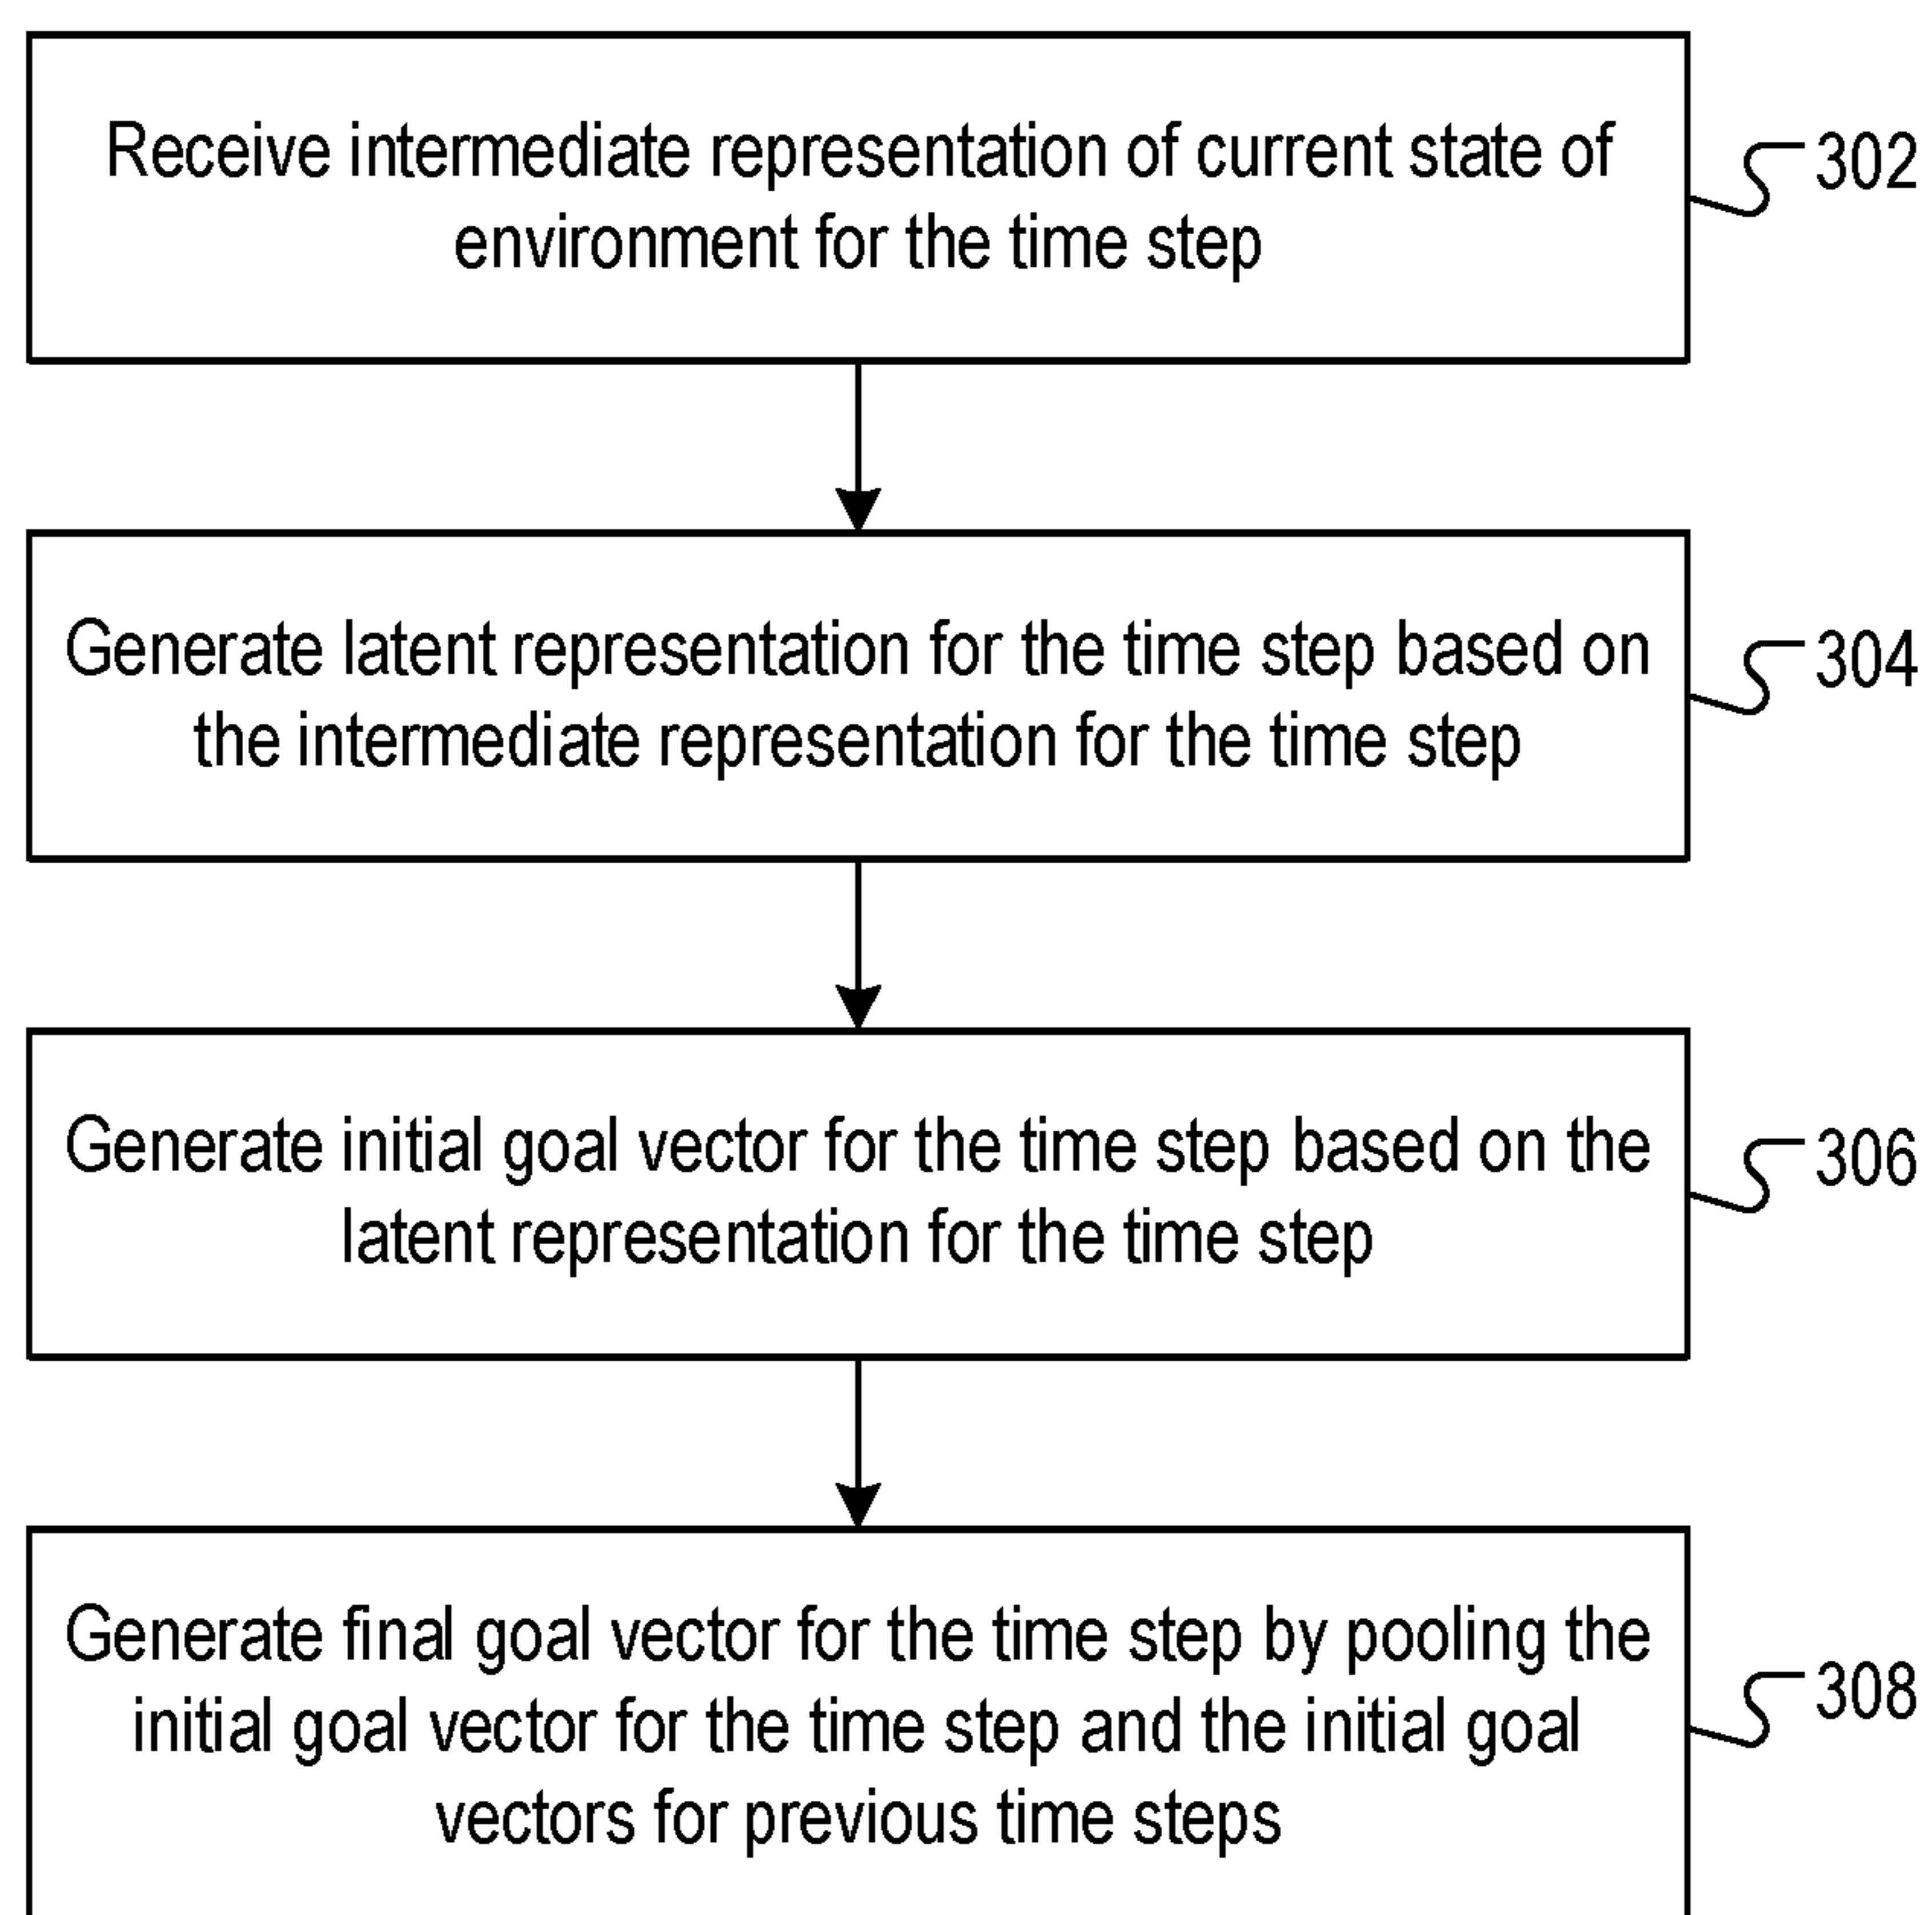 Receive intermediate representation of current state of
environment for the time step
302
Generate latent representation for the time step based on
the intermediate representation for the time step
304
Generate initial goal vector for the time step based on the
latent representation for the time step
306
Generate final goal vector for the time step by pooling the
initial goal vector for the time step and the initial goal
vectors for previous time steps
308